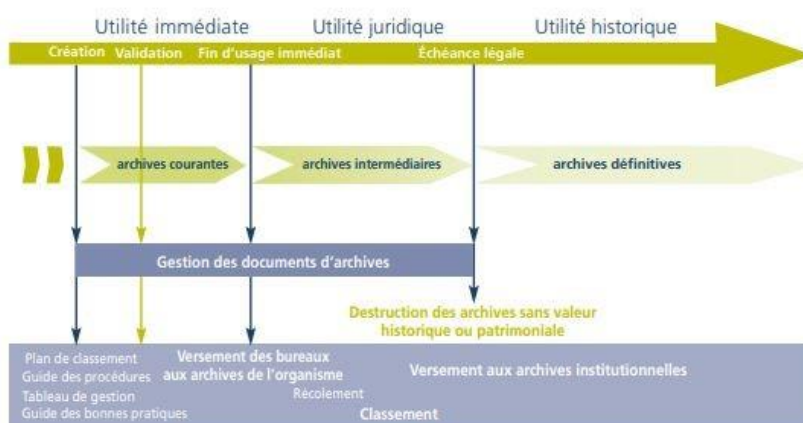 Utilité immédiate
Utilité juridique
Utilité historique
Création
Validation
Fin d'usage immédiat
Échéance légale
archives courantes
archives intermédiaires
archives définitives
Gestion des documents d'archives
Destruction des archives sans valeur
historique ou patrimoniale
Plan de classement
Guide des procédures
Tableau de gestion
Guide des bonnes pratiques
Versement des bureaux
aux archives de l'organisme
Récolement
Classement
Versement aux archives institutionnelles